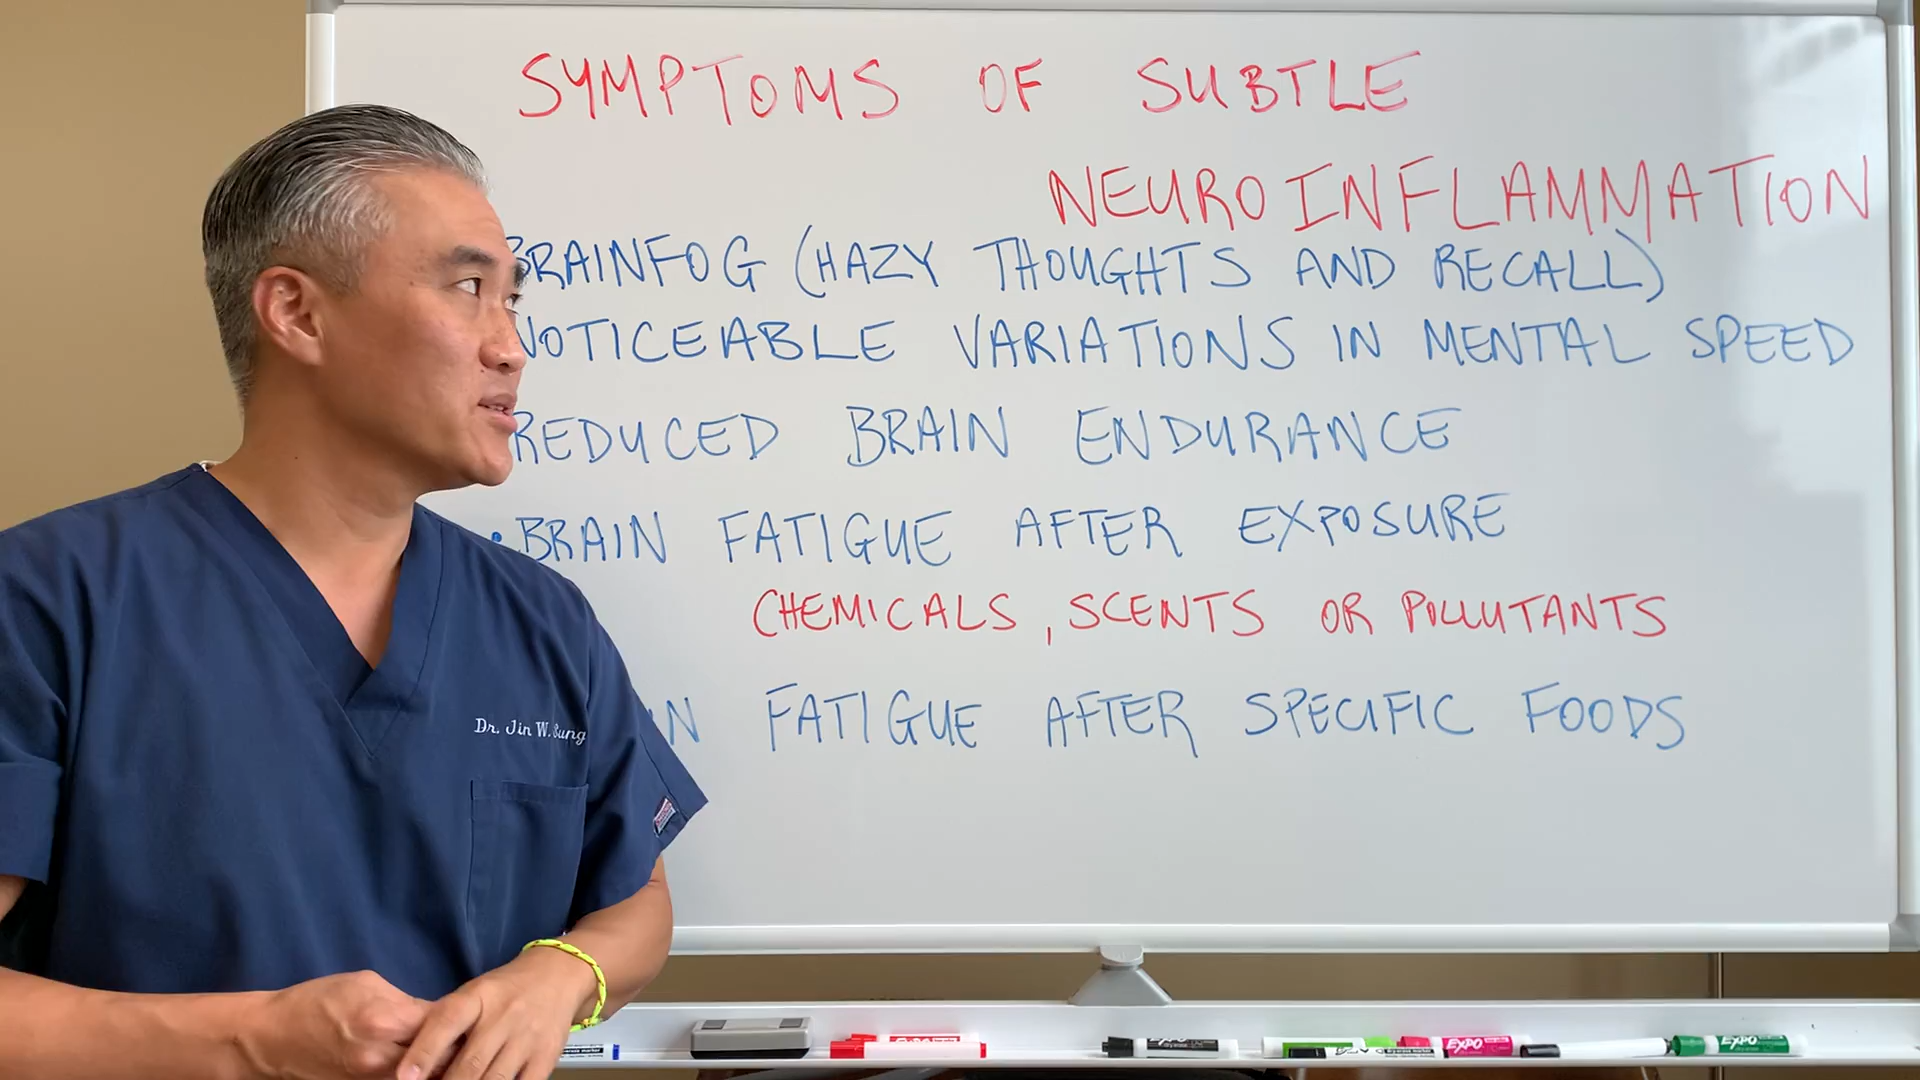 SYMPTOMS OF SUBTLE
NEUROINFLAMMATION
BRAINFOG (HAZY THOUGHTS AND RECALL)
NOTICEABLE VARIATIONS IN MENTAL SPEED
REDUCED BRAIN ENDURANCE
• BRAIN FATIGUE AFTER EXPOSURE
CHEMICALS, SCENTS OR POLLUTANTS
FATIGUE AFTER SPECIFIC FOODS
Dr. Jin W. Sung
EXPO
EXPO